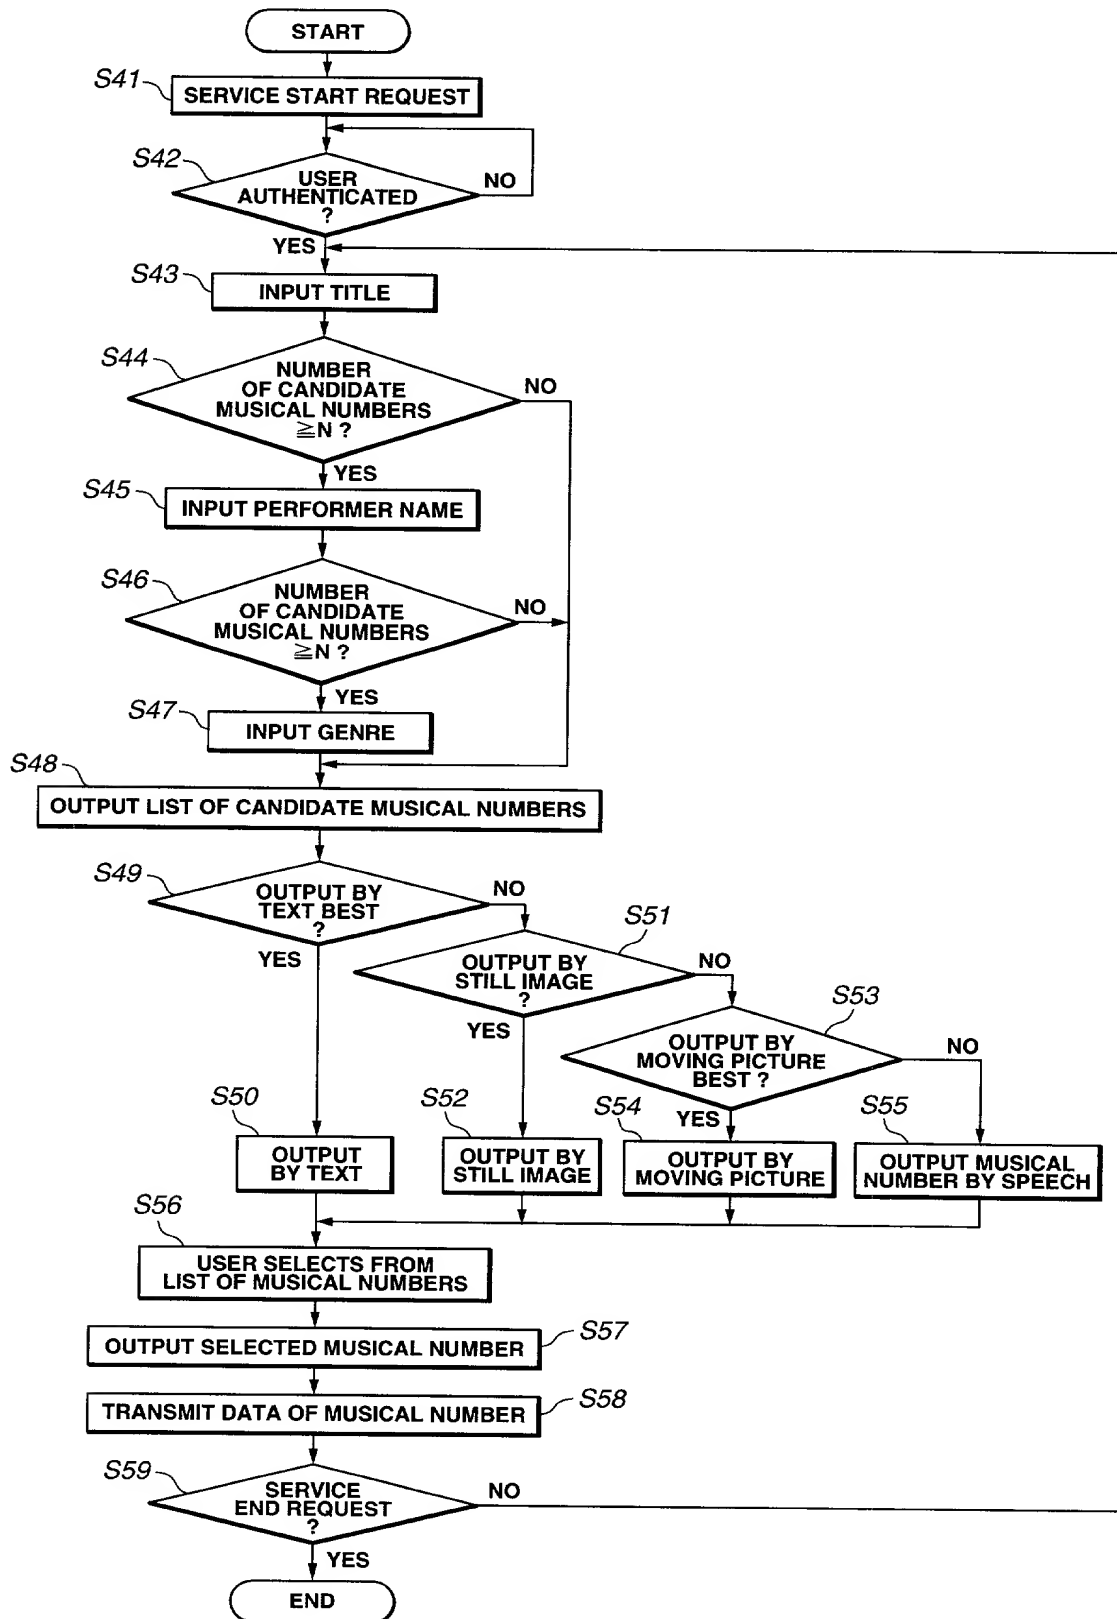 START
S41
SERVICE START REQUEST
S42
USER
AUTHENTICATED
?
NO
YES
S43
INPUT TITLE
S44
NUMBER
OF CANDIDATE
MUSICAL NUMBERS
≧N ?
NO
YES
S45
INPUT PERFORMER NAME
S46
NUMBER
OF CANDIDATE
MUSICAL NUMBERS
≧N ?
NO
YES
S47
INPUT GENRE
S48
OUTPUT LIST OF CANDIDATE MUSICAL NUMBERS
S49
OUTPUT BY
TEXT BEST
?
NO
YES
S51
OUTPUT BY
STILL IMAGE
?
NO
YES
S53
OUTPUT BY
MOVING PICTURE
BEST ?
NO
YES
S50
OUTPUT
BY TEXT
S52
OUTPUT BY
STILL IMAGE
S54
OUTPUT BY
MOVING PICTURE
S55
OUTPUT MUSICAL
NUMBER BY SPEECH
S56
USER SELECTS FROM
LIST OF MUSICAL NUMBERS
OUTPUT SELECTED MUSICAL NUMBER
S57
TRANSMIT DATA OF MUSICAL NUMBER
S58
S59
SERVICE
END REQUEST
?
NO
YES
END